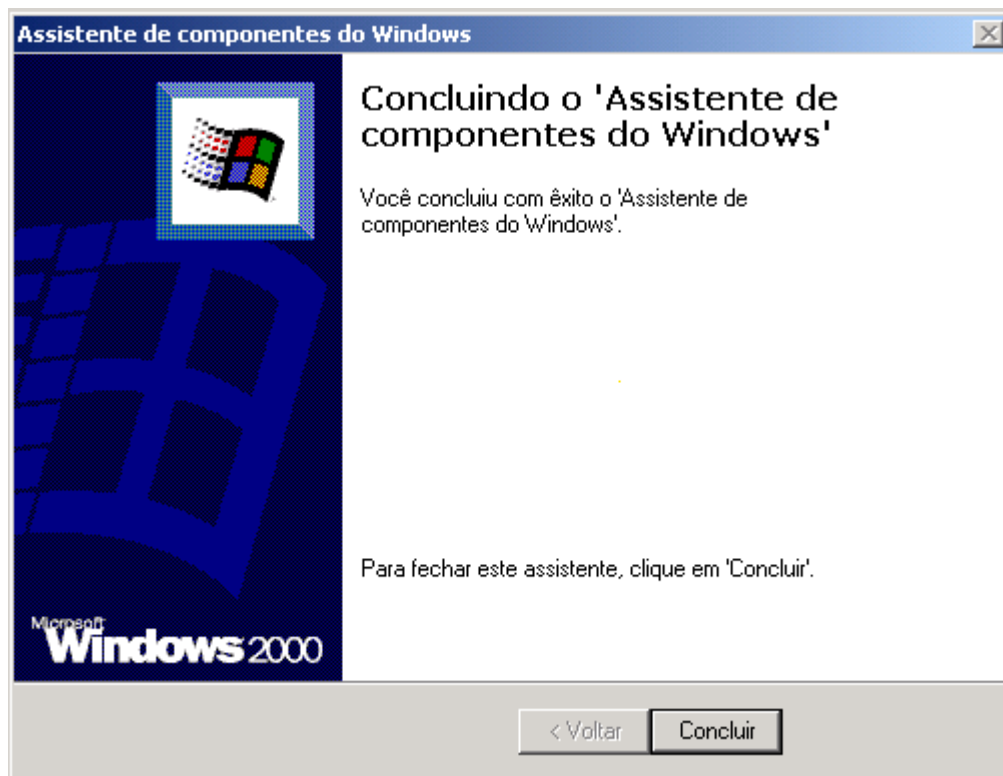 Assistente de componentes do Windows
Concluindo o 'Assistente de
componentes do Windows'
Você concluiu com êxito o 'Assistente de
componentes do Windows'.
Para fechar este assistente, clique em 'Concluir'.
Microsoft
Windows 2000
< Voltar
Concluir